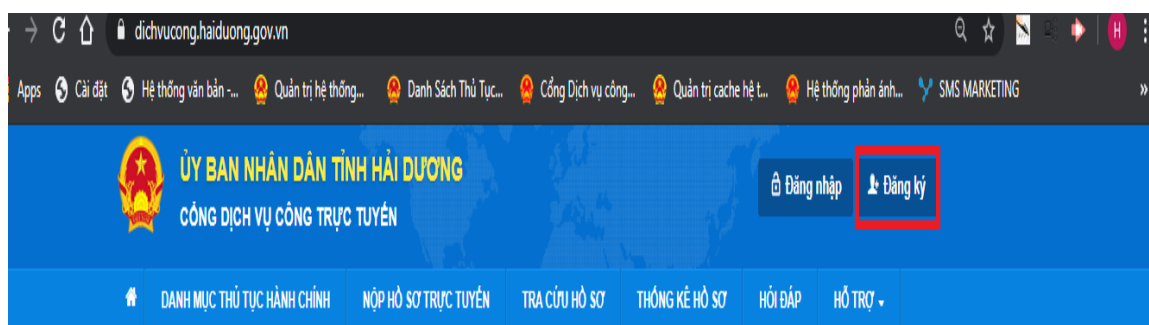 dichvucong.haiduong.gov.vn
H
Apps Cài đặt Hệ thống văn bản -... Quản trị hệ thống... Danh Sách Thủ Tục... Cổng Dịch vụ công... Quản trị cache hệ t... Hệ thống phản ánh... SMS MARKETING »
ỦY BAN NHÂN DÂN TỈNH HẢI DƯƠNG
CỔNG DỊCH VỤ CÔNG TRỰC TUYẾN
Đăng nhập Đăng ký
DANH MỤC THỦ TỤC HÀNH CHÍNH NỘP HỒ SƠ TRỰC TUYẾN TRA CỨU HỒ SƠ THỐNG KÊ HỒ SƠ HỎI ĐÁP HỖ TRỢ